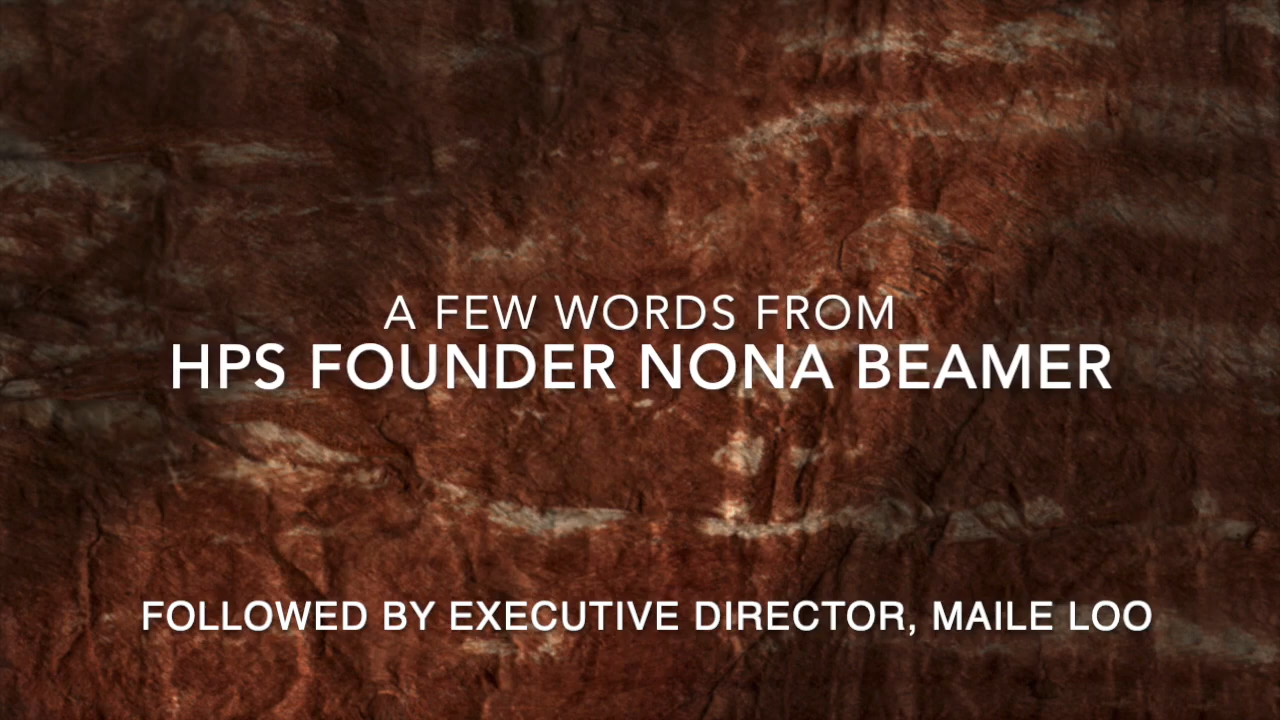 A FEW WORDS FROM
HPS FOUNDER NONA BEAMER
FOLLOWED BY EXECUTIVE DIRECTOR, MAILE LOO